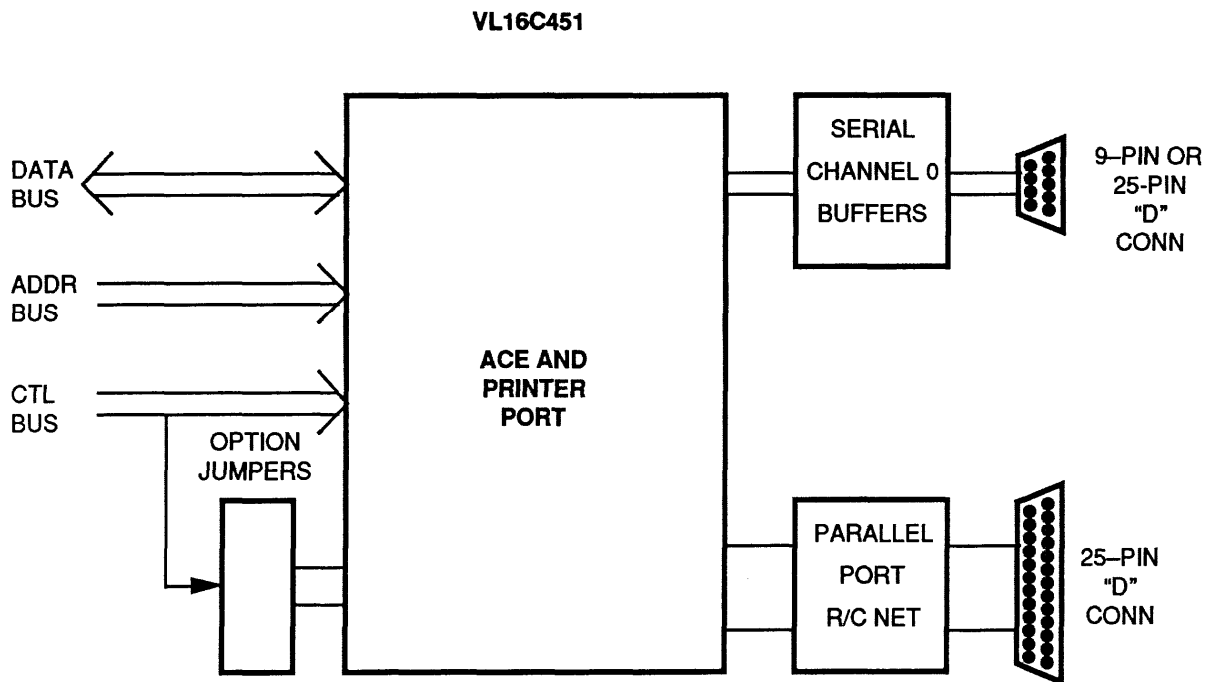 VL16C451
DATA
BUS
ADDR
BUS
CTL
BUS
OPTION
JUMPERS
ACE AND
PRINTER
PORT
SERIAL
CHANNEL 0
BUFFERS
9–PIN OR
25-PIN
“D”
CONN
PARALLEL
PORT
R/C NET
25–PIN
“D”
CONN